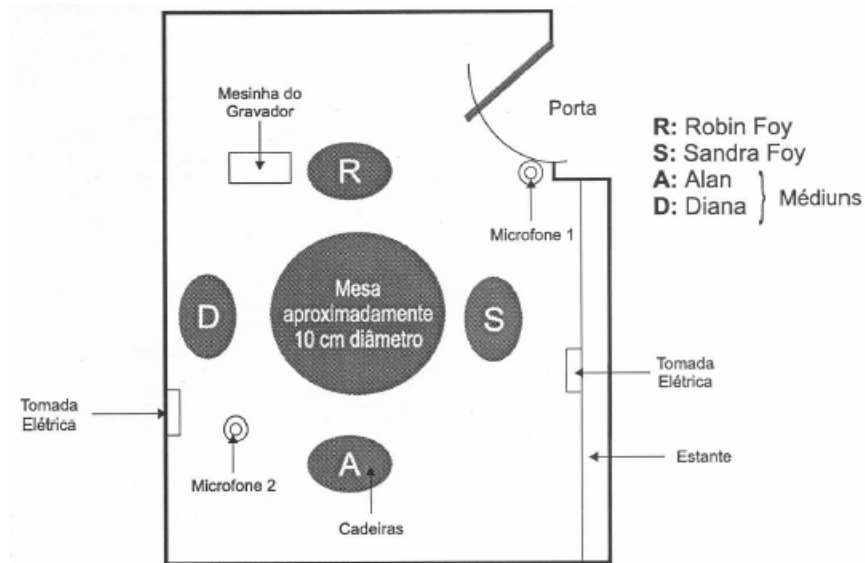 Mesinha do
Gravador
Porta
R
R: Robin Foy
S: Sandra Foy
A: Alan
D: Diana
Médiuns
Microfone 1
Mesa
aproximadamente
10 cm diâmetro
D
S
Tomada
Elétrica
Tomada
Elétrica
Microfone 2
A
Estante
Cadeiras